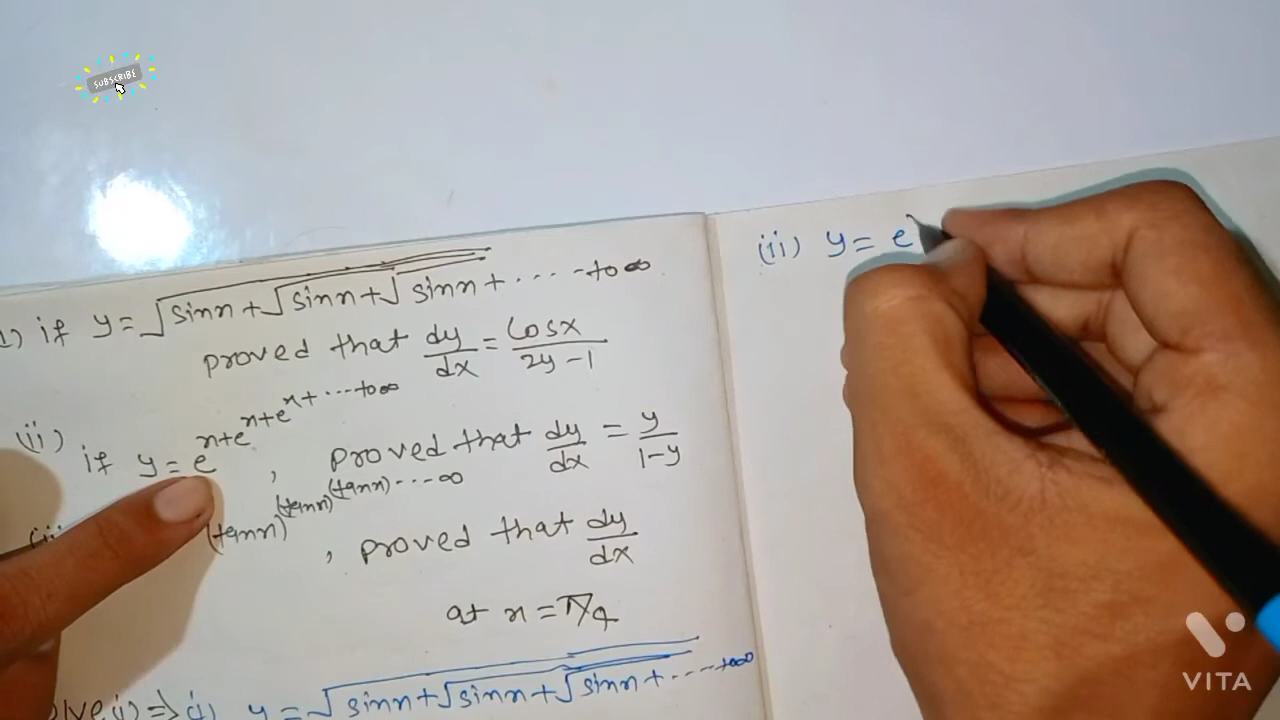 SUBSCRIBE
1) if y = √sinx + √sinx + √sinx + .... to ∞
proved that dy/dx = cosx/2y-1
(ii) if y = e^x+e^x+e^x+ .... to ∞, proved that dy/dx = y/1-y
(tanx)^(tanx)^(tanx)....∞, proved that dy/dx
at x = π/4
(i) ⇒ (i) y = √sinx + √sinx + √sinx + .... to ∞
(ii) y = e
VITA